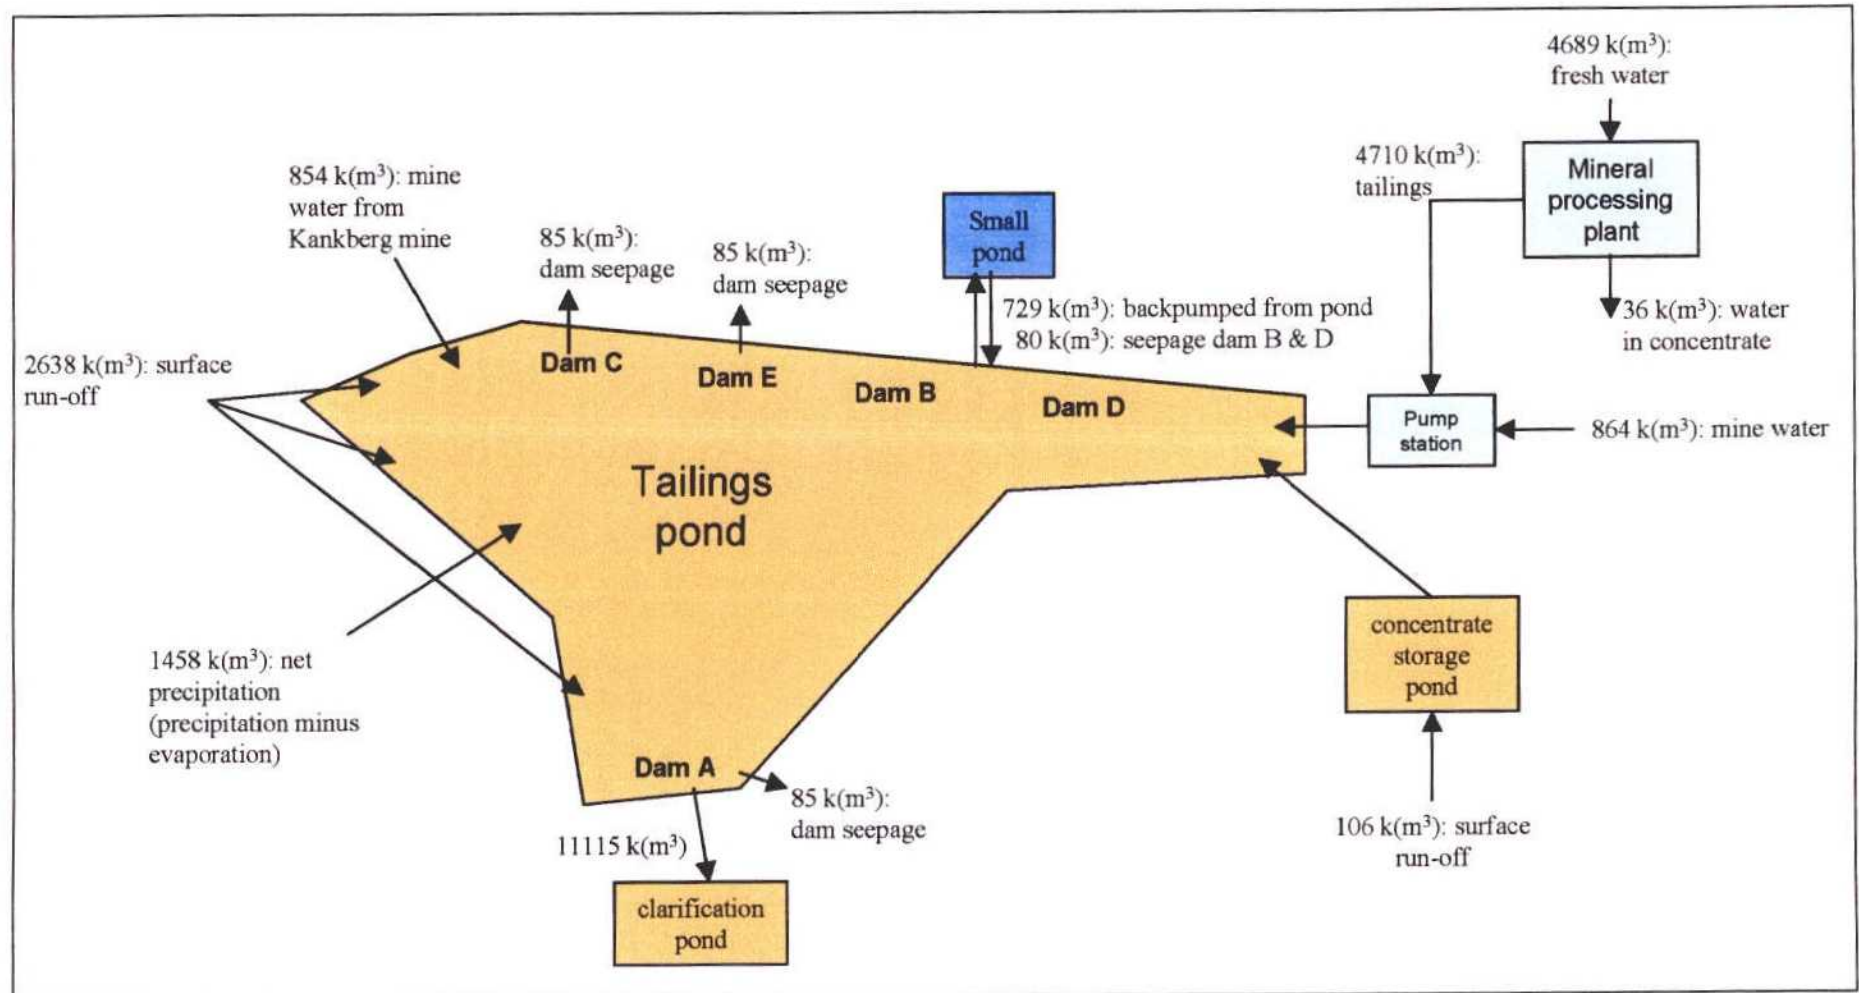 4689 k(m³):
fresh water
Mineral
processing
plant
4710 k(m³):
tailings
36 k(m³): water
in concentrate
854 k(m³): mine
water from
Kankberg mine
85 k(m³):
dam seepage
85 k(m³):
dam seepage
Small
pond
729 k(m³): backpumped from pond
80 k(m³): seepage dam B & D
2638 k(m³): surface
run-off
Dam C
Dam E
Dam B
Dam D
Pump
station
864 k(m³): mine water
Tailings
pond
concentrate
storage
pond
1458 k(m³): net
precipitation
(precipitation minus
evaporation)
Dam A
85 k(m³):
dam seepage
11115 k(m³)
106 k(m³): surface
run-off
clarification
pond